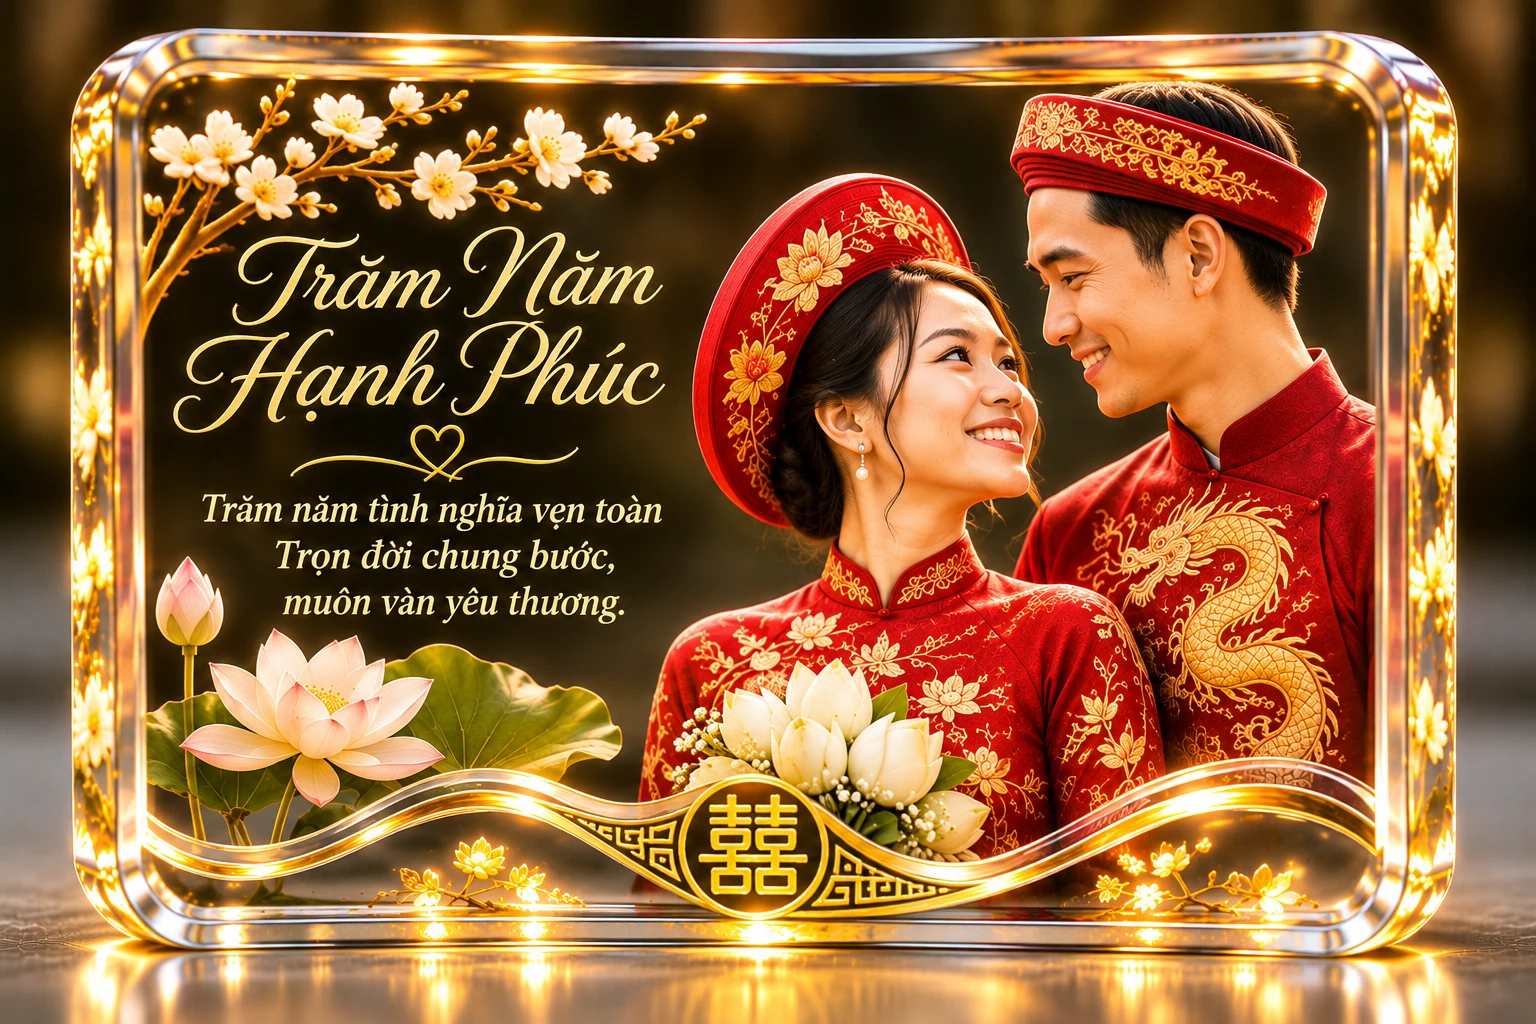 Trăm Năm
Hạnh Phúc
Trăm năm tình nghĩa vẹn toàn
Trọn đời chung bước,
muôn vàn yêu thương.
囍